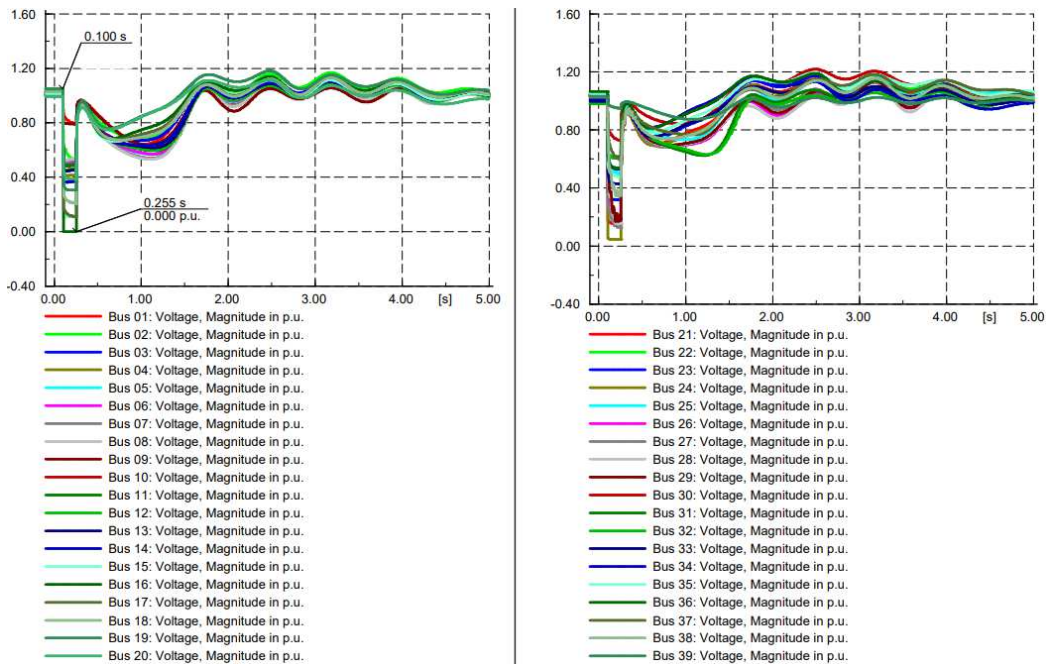 1.60
1.20
0.80
0.40
0.00
-0.40
0.100 s
0.255 s
0.000 p.u.
0.00 1.00 2.00 3.00 4.00 [s] 5.00
Bus 01: Voltage, Magnitude in p.u.
Bus 02: Voltage, Magnitude in p.u.
Bus 03: Voltage, Magnitude in p.u.
Bus 04: Voltage, Magnitude in p.u.
Bus 05: Voltage, Magnitude in p.u.
Bus 06: Voltage, Magnitude in p.u.
Bus 07: Voltage, Magnitude in p.u.
Bus 08: Voltage, Magnitude in p.u.
Bus 09: Voltage, Magnitude in p.u.
Bus 10: Voltage, Magnitude in p.u.
Bus 11: Voltage, Magnitude in p.u.
Bus 12: Voltage, Magnitude in p.u.
Bus 13: Voltage, Magnitude in p.u.
Bus 14: Voltage, Magnitude in p.u.
Bus 15: Voltage, Magnitude in p.u.
Bus 16: Voltage, Magnitude in p.u.
Bus 17: Voltage, Magnitude in p.u.
Bus 18: Voltage, Magnitude in p.u.
Bus 19: Voltage, Magnitude in p.u.
Bus 20: Voltage, Magnitude in p.u.
1.60
1.20
0.80
0.40
0.00
-0.40
0.00 1.00 2.00 3.00 4.00 [s] 5.00
Bus 21: Voltage, Magnitude in p.u.
Bus 22: Voltage, Magnitude in p.u.
Bus 23: Voltage, Magnitude in p.u.
Bus 24: Voltage, Magnitude in p.u.
Bus 25: Voltage, Magnitude in p.u.
Bus 26: Voltage, Magnitude in p.u.
Bus 27: Voltage, Magnitude in p.u.
Bus 28: Voltage, Magnitude in p.u.
Bus 29: Voltage, Magnitude in p.u.
Bus 30: Voltage, Magnitude in p.u.
Bus 31: Voltage, Magnitude in p.u.
Bus 32: Voltage, Magnitude in p.u.
Bus 33: Voltage, Magnitude in p.u.
Bus 34: Voltage, Magnitude in p.u.
Bus 35: Voltage, Magnitude in p.u.
Bus 36: Voltage, Magnitude in p.u.
Bus 37: Voltage, Magnitude in p.u.
Bus 38: Voltage, Magnitude in p.u.
Bus 39: Voltage, Magnitude in p.u.